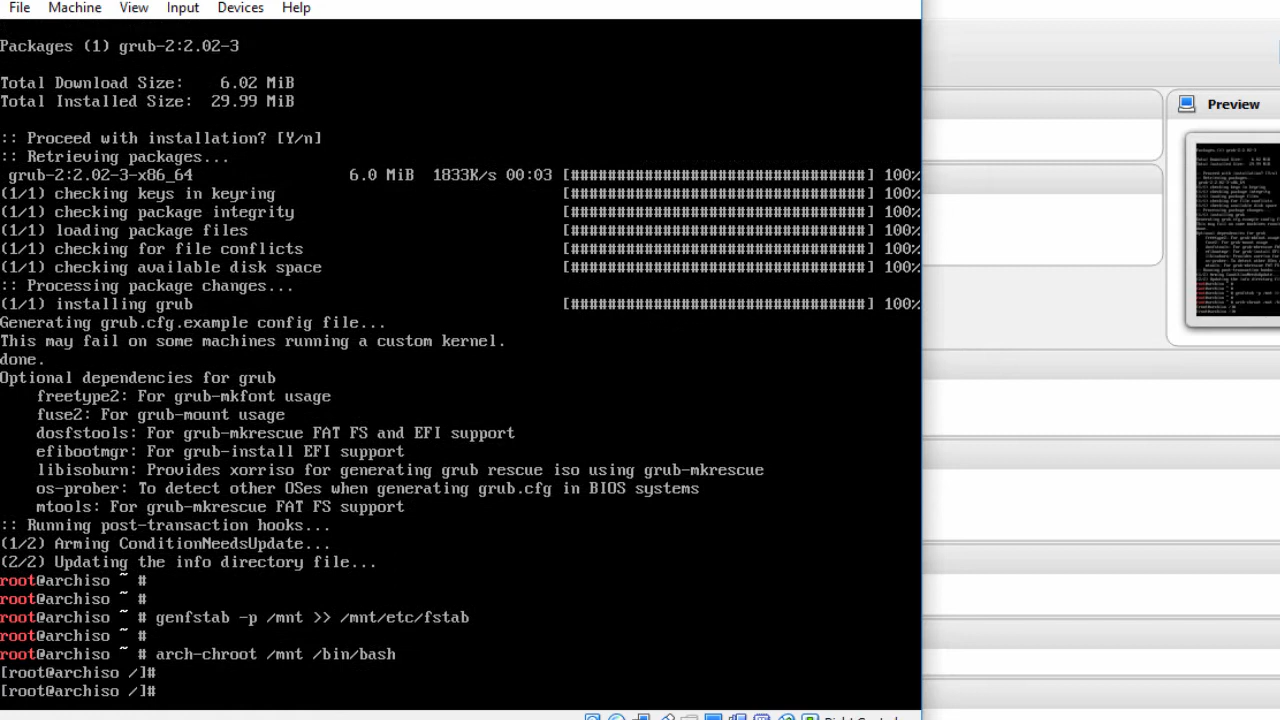 File Machine View Input Devices Help
Packages (1) grub-2:2.02-3
Total Download Size: 6.02 MiB
Total Installed Size: 29.99 MiB
:: Proceed with installation? [Y/n]
:: Retrieving packages...
grub-2:2.02-3-x86_64 6.0 MiB 1833K/s 00:03 [################################] 100%
(1/1) checking keys in keyring [################################] 100%
(1/1) checking package integrity [################################] 100%
(1/1) loading package files [################################] 100%
(1/1) checking for file conflicts [################################] 100%
(1/1) checking available disk space [################################] 100%
:: Processing package changes...
(1/1) installing grub [################################] 100%
Generating grub.cfg.example config file...
This may fail on some machines running a custom kernel.
done.
Optional dependencies for grub
freetype2: For grub-mkfont usage
fuse2: For grub-mount usage
dosfstools: For grub-mkrescue FAT FS and EFI support
efibootmgr: For grub-install EFI support
libisoburn: Provides xorriso for generating grub rescue iso using grub-mkrescue
os-prober: To detect other OSes when generating grub.cfg in BIOS systems
mtools: For grub-mkrescue FAT FS support
:: Running post-transaction hooks...
(1/2) Arming ConditionNeedsUpdate...
(2/2) Updating the info directory file...
root@archiso ~ #
root@archiso ~ #
root@archiso ~ # genfstab -p /mnt >> /mnt/etc/fstab
root@archiso ~ #
root@archiso ~ # arch-chroot /mnt /bin/bash
[root@archiso /]#
[root@archiso /]#
Preview